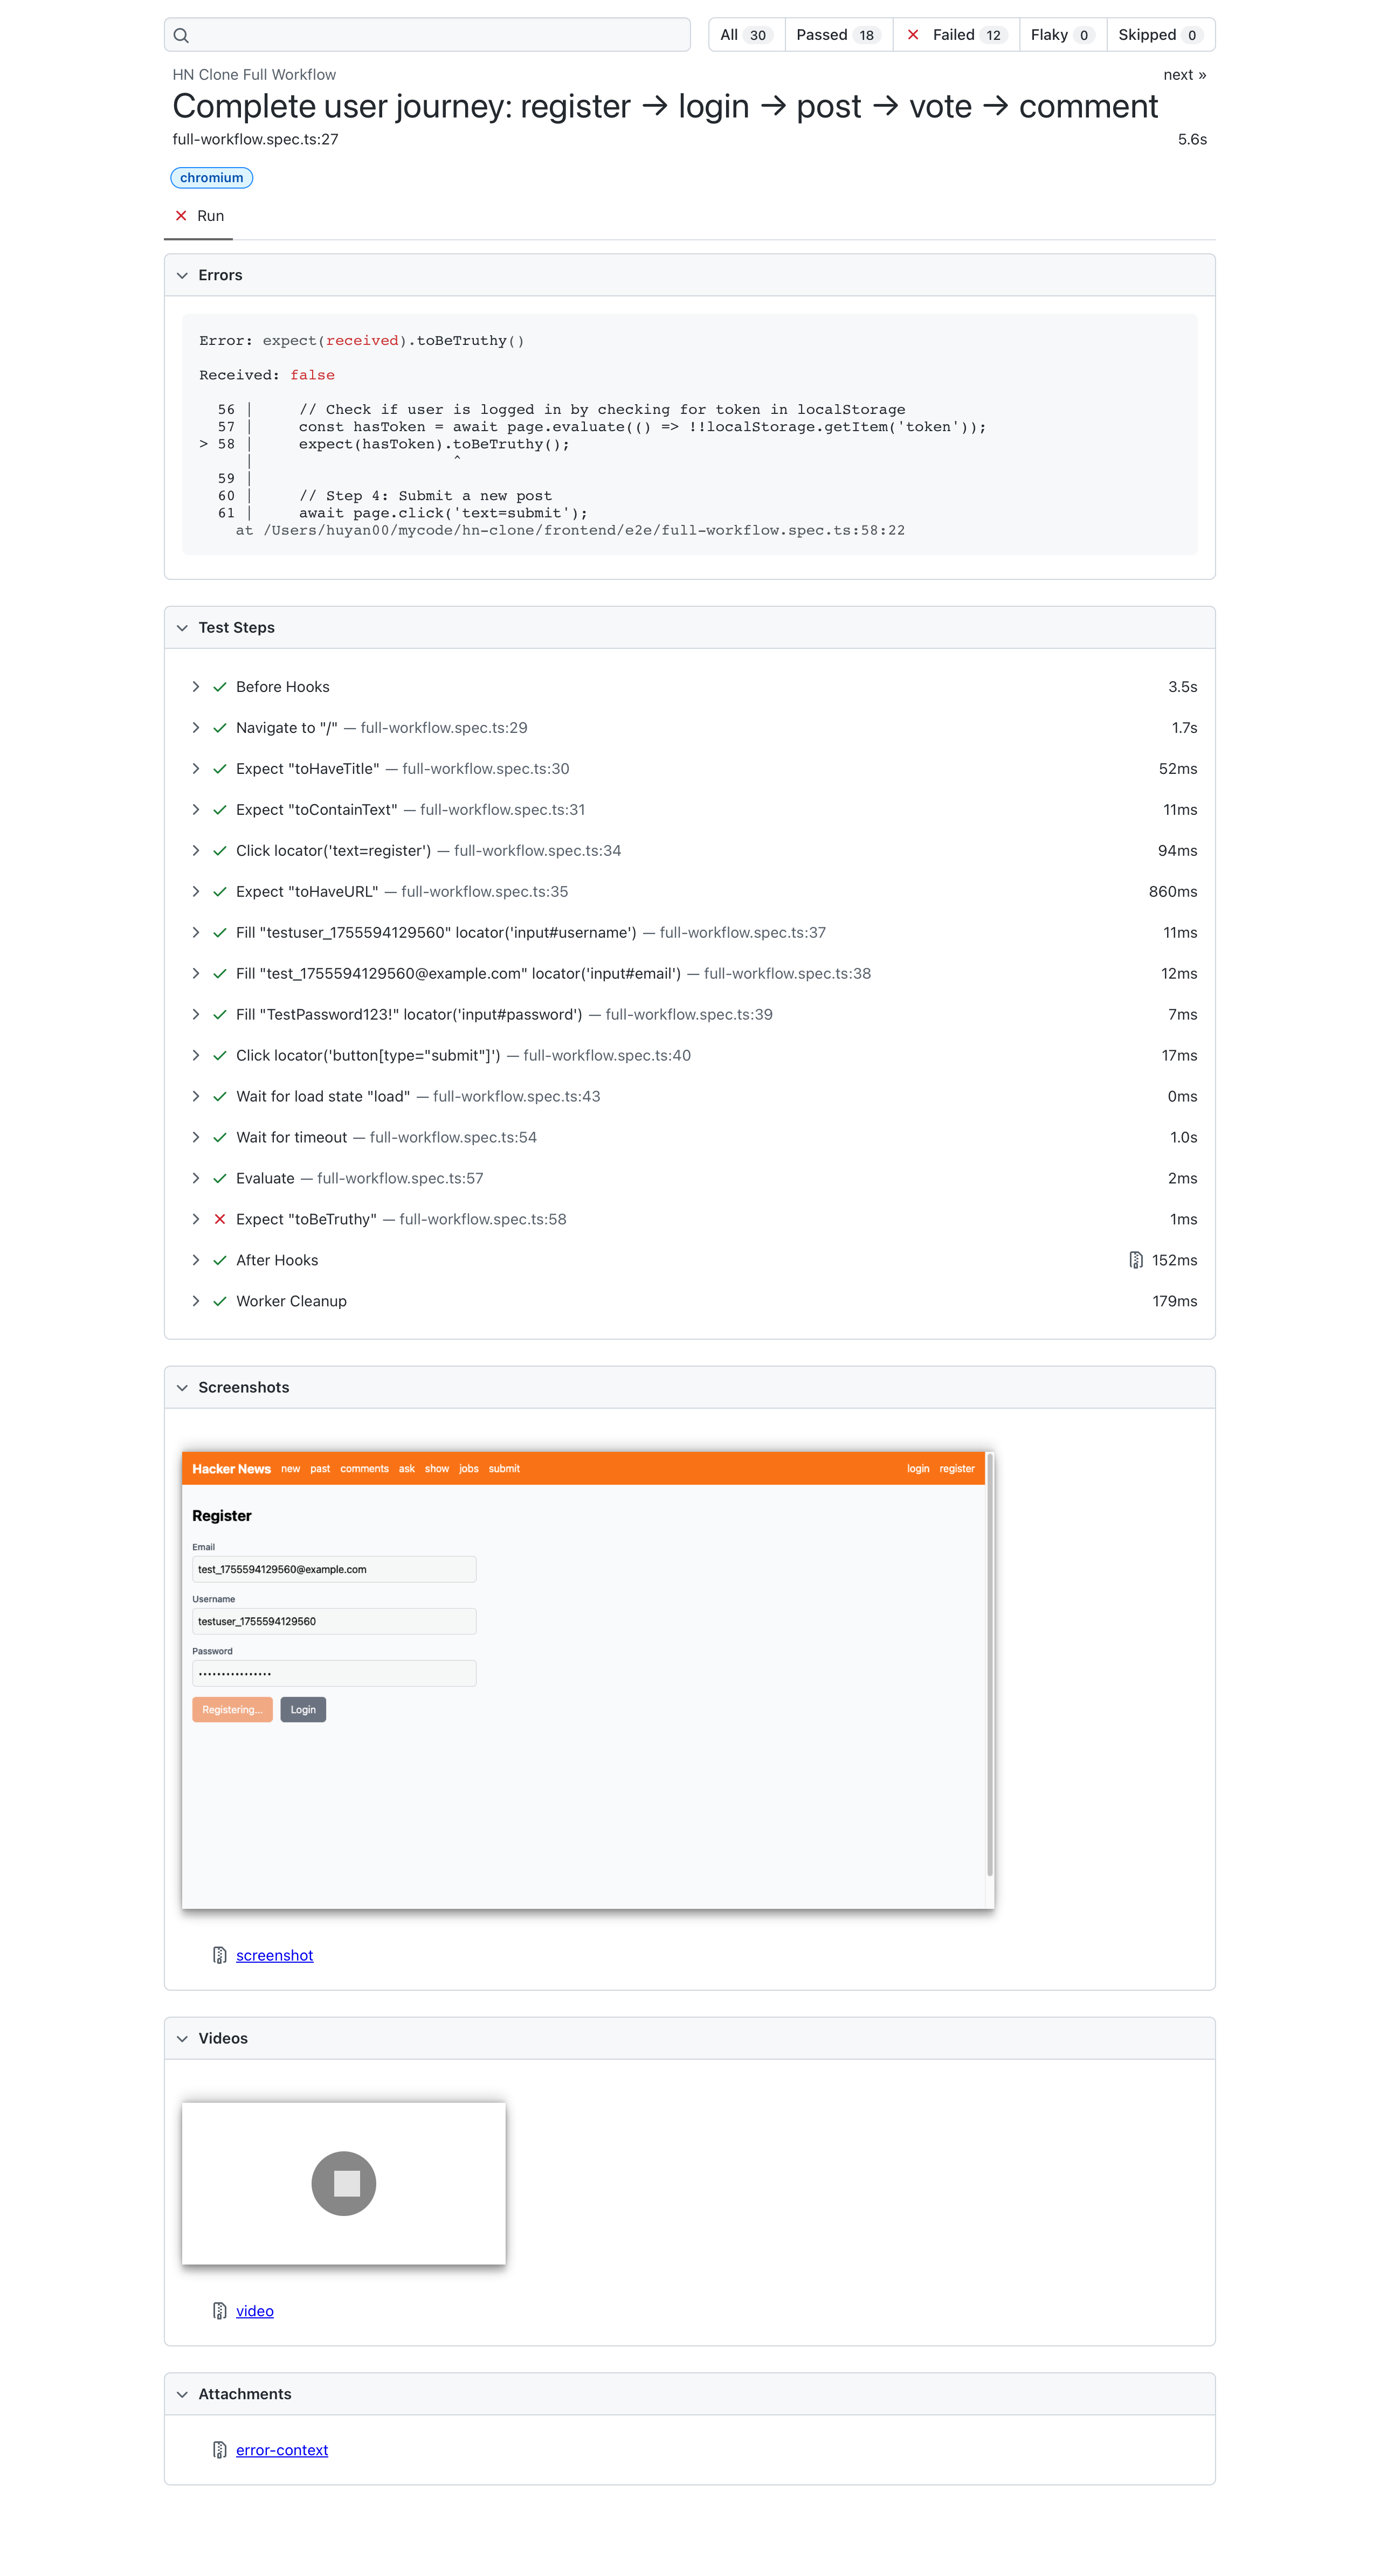 All 30 Passed 18 Failed 12 Flaky 0 Skipped 0
HN Clone Full Workflow next »
Complete user journey: register → login → post → vote → comment
full-workflow.spec.ts:27 5.6s
chromium
Run
Errors
Error: expect(received).toBeTruthy()
Received: false
56 |     // Check if user is logged in by checking for token in localStorage
57 |     const hasToken = await page.evaluate(() => !!localStorage.getItem('token'));
> 58 |     expect(hasToken).toBeTruthy();
|                      ^
59 |
60 |     // Step 4: Submit a new post
61 |     await page.click('text=submit');
at /Users/huyan00/mycode/hn-clone/frontend/e2e/full-workflow.spec.ts:58:22
Test Steps
Before Hooks 3.5s
Navigate to "/" — full-workflow.spec.ts:29 1.7s
Expect "toHaveTitle" — full-workflow.spec.ts:30 52ms
Expect "toContainText" — full-workflow.spec.ts:31 11ms
Click locator('text=register') — full-workflow.spec.ts:34 94ms
Expect "toHaveURL" — full-workflow.spec.ts:35 860ms
Fill "testuser_1755594129560" locator('input#username') — full-workflow.spec.ts:37 11ms
Fill "test_1755594129560@example.com" locator('input#email') — full-workflow.spec.ts:38 12ms
Fill "TestPassword123!" locator('input#password') — full-workflow.spec.ts:39 7ms
Click locator('button[type="submit"]') — full-workflow.spec.ts:40 17ms
Wait for load state "load" — full-workflow.spec.ts:43 0ms
Wait for timeout — full-workflow.spec.ts:54 1.0s
Evaluate — full-workflow.spec.ts:57 2ms
Expect "toBeTruthy" — full-workflow.spec.ts:58 1ms
After Hooks 152ms
Worker Cleanup 179ms
Screenshots
Hacker News new past comments ask show jobs submit login register
Register
Email
test_1755594129560@example.com
Username
testuser_1755594129560
Password
••••••••••••••••
Registering... Login
screenshot
Videos
video
Attachments
error-context